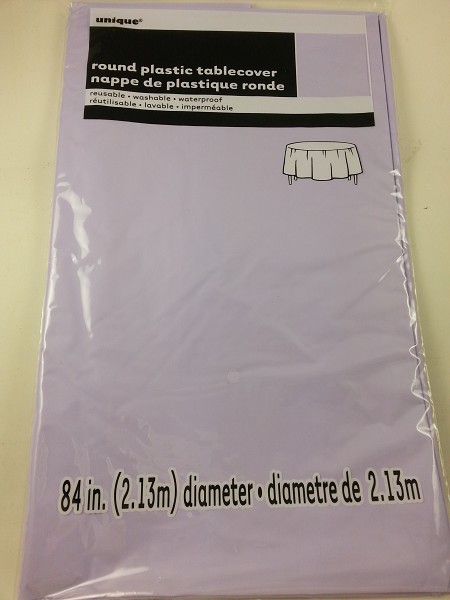 unique®
round plastic tablecover
nappe de plastique ronde
reusable • washable • waterproof
réutilisable • lavable • imperméable
84 in. (2.13m) diameter • diametre de 2.13m